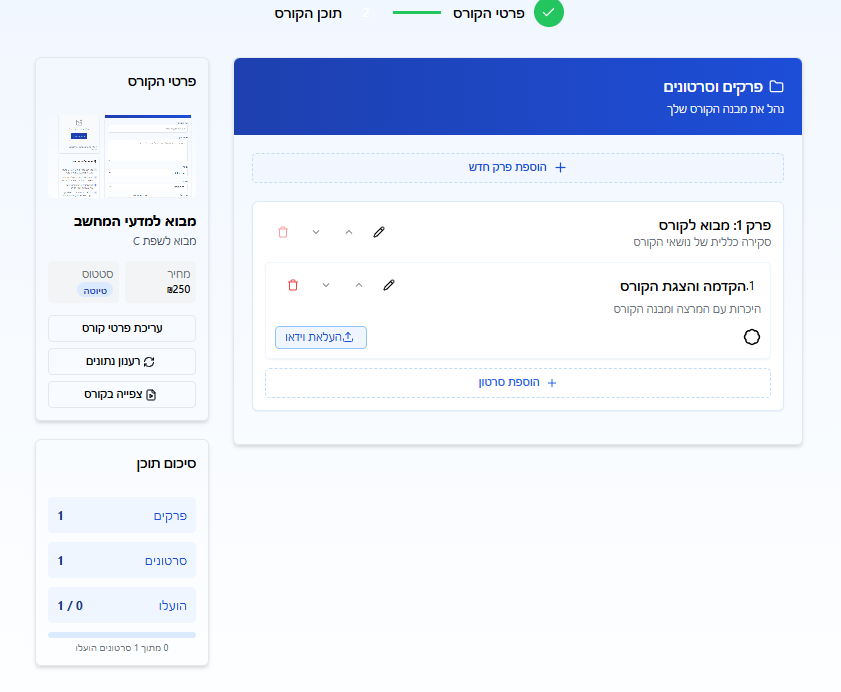 פרטי הקורס
2
תוכן הקורס
פרקים וסרטונים
נהל את מבנה הקורס שלך
+ הוספת פרק חדש
פרק 1: מבוא לקורס
סקירה כללית של נושאי הקורס
1. הקדמה והצגת הקורס
היכרות עם המרצה ומבנה הקורס
העלאת וידאו
+ הוספת סרטון
פרטי הקורס
מבוא למדעי המחשב
מבוא לשפת C
מחיר
₪250
סטטוס
טיוטה
עריכת פרטי קורס
רענון נתונים
צפייה בקורס
סיכום תוכן
פרקים 1
סרטונים 1
הועלו 0 / 1
0 מתוך 1 סרטונים הועלו